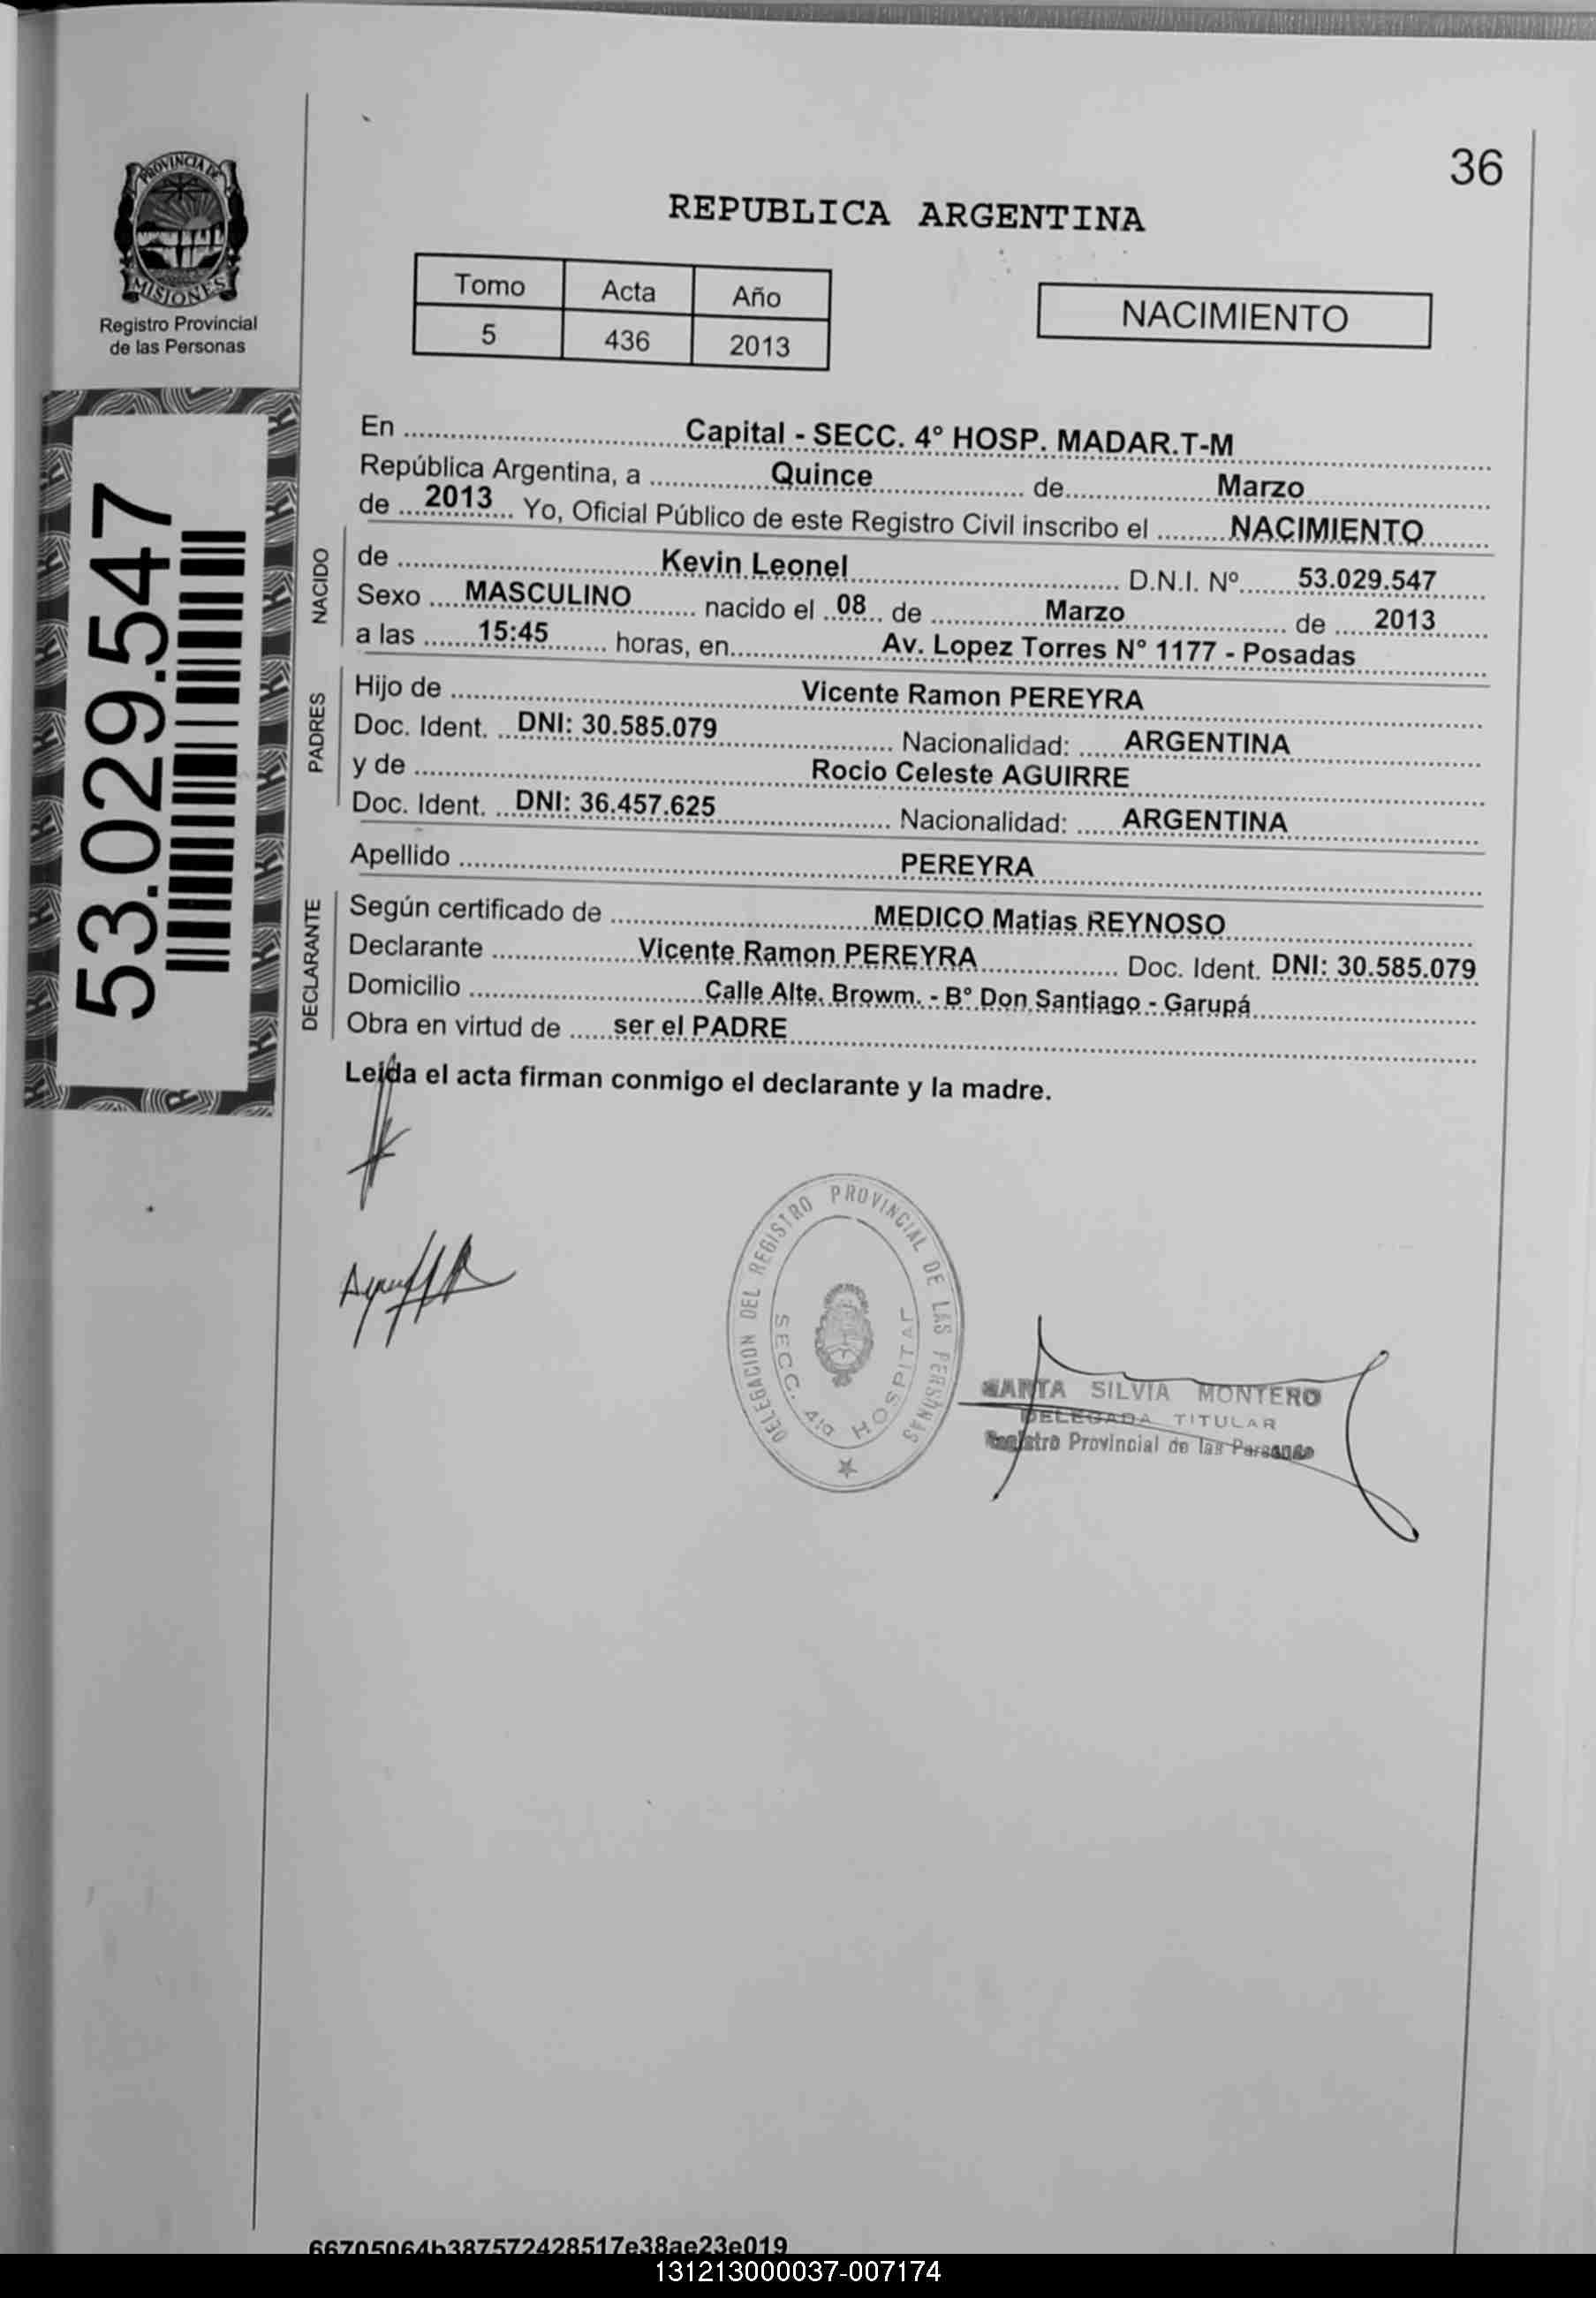 36
PROVINCIA DE
MISIONES
Registro Provincial
de las Personas
REPUBLICA ARGENTINA
Tomo Acta Año
5 436 2013
NACIMIENTO
53.029.547
En Capital - SECC. 4° HOSP. MADAR.T-M
República Argentina, a Quince de Marzo
de 2013 Yo, Oficial Público de este Registro Civil inscribo el NACIMIENTO
NACIDO
de Kevin Leonel D.N.I. Nº 53.029.547
Sexo MASCULINO nacido el 08 de Marzo de 2013
a las 15:45 horas, en Av. Lopez Torres N° 1177 - Posadas
PADRES
Hijo de Vicente Ramon PEREYRA
Doc. Ident. DNI: 30.585.079 Nacionalidad: ARGENTINA
y de Rocio Celeste AGUIRRE
Doc. Ident. DNI: 36.457.625 Nacionalidad: ARGENTINA
Apellido PEREYRA
DECLARANTE
Según certificado de MEDICO Matias REYNOSO
Declarante Vicente Ramon PEREYRA Doc. Ident. DNI: 30.585.079
Domicilio Calle Alte. Browm. - B° Don Santiago - Garupá
Obra en virtud de ser el PADRE
Leida el acta firman conmigo el declarante y la madre.
DELEGACION DEL REGISTRO PROVINCIAL DE LAS PERSONAS
SECC. 4ta HOSPITAL
MARTA SILVIA MONTERO
DELEGADA TITULAR
Registro Provincial de las Personas
66705064b387572428517e38ae23e019
131213000037-007174